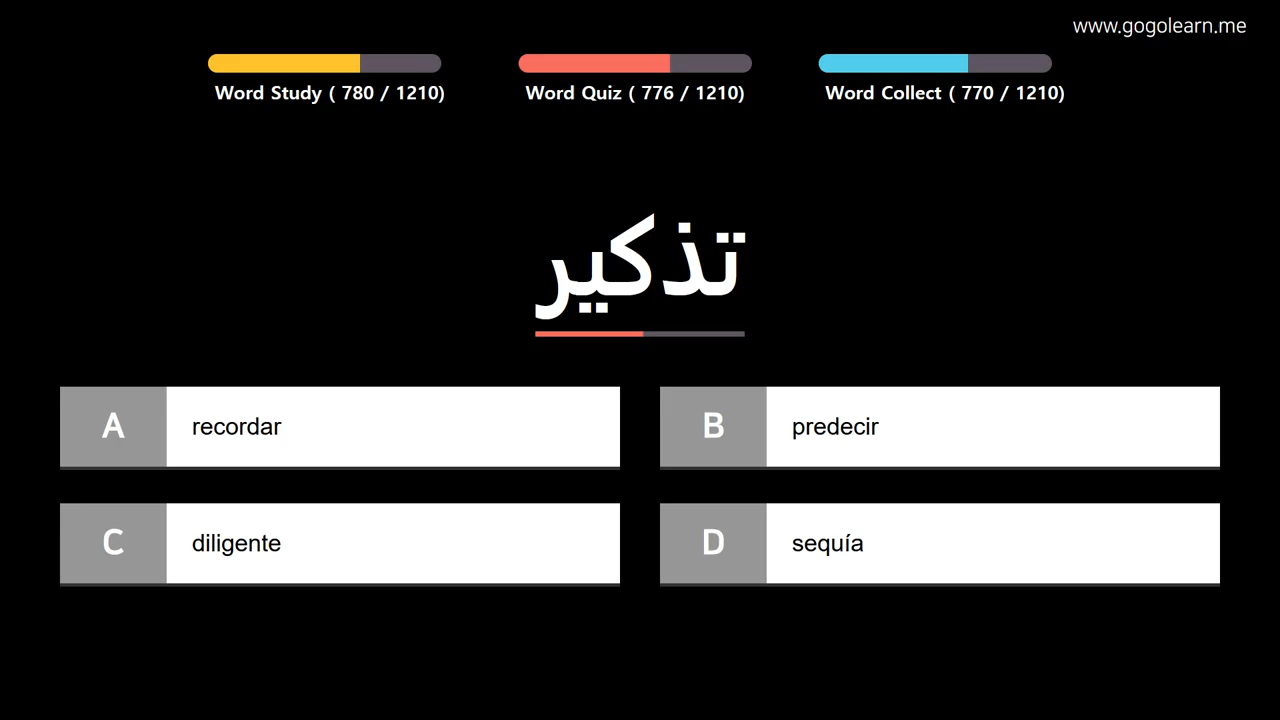 www.gogolearn.me
Word Study ( 780 / 1210)
Word Quiz ( 776 / 1210)
Word Collect ( 770 / 1210)
تذكير
A
recordar
B
predecir
C
diligente
D
sequía